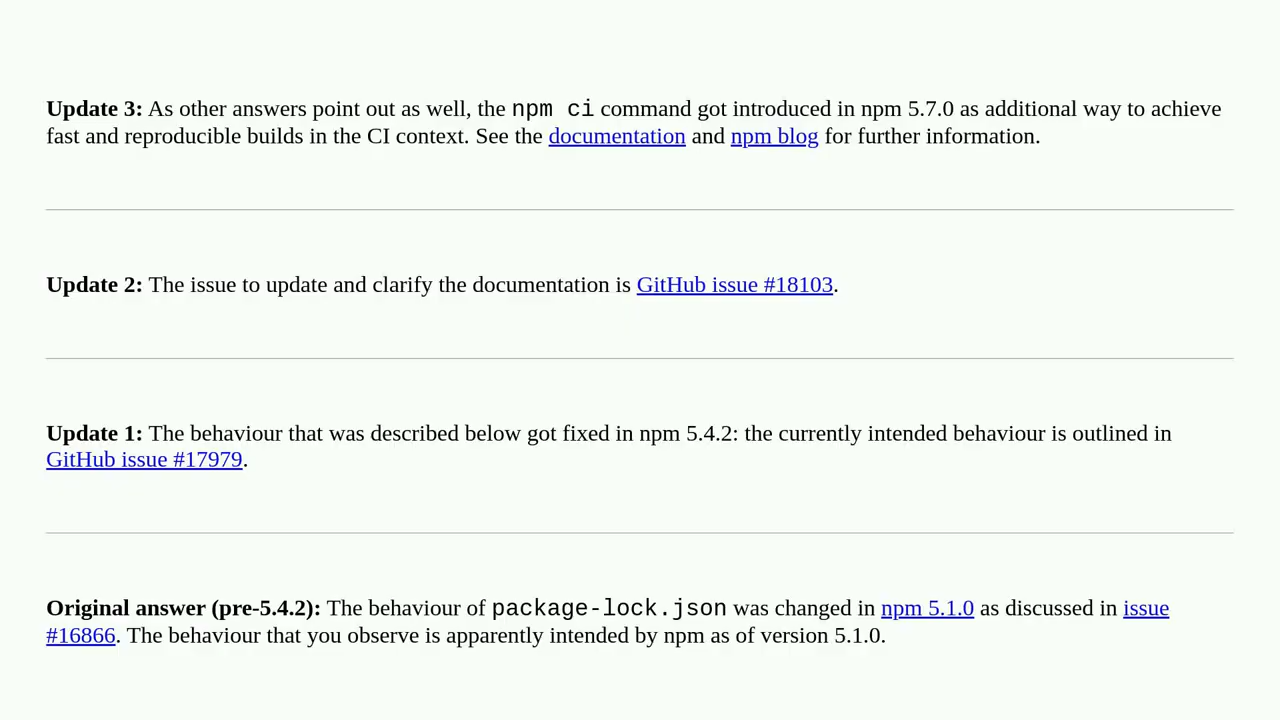 Update 3: As other answers point out as well, the npm ci command got introduced in npm 5.7.0 as additional way to achieve
fast and reproducible builds in the CI context. See the documentation and npm blog for further information.
Update 2: The issue to update and clarify the documentation is GitHub issue #18103.
Update 1: The behaviour that was described below got fixed in npm 5.4.2: the currently intended behaviour is outlined in
GitHub issue #17979.
Original answer (pre-5.4.2): The behaviour of package-lock.json was changed in npm 5.1.0 as discussed in issue
#16866. The behaviour that you observe is apparently intended by npm as of version 5.1.0.